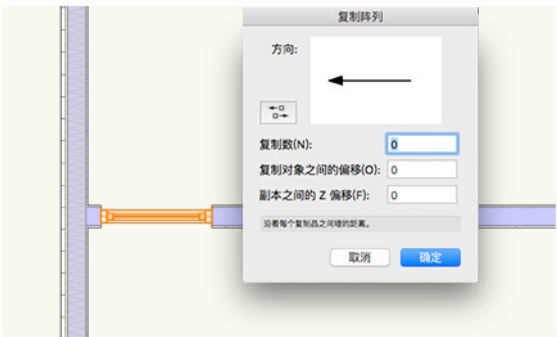 复制阵列
方向:
复制数(N): 0
复制对象之间的偏移(O): 0
副本之间的 Z 偏移(F): 0
沿着每个复制品之间墙的距离。
取消 确定